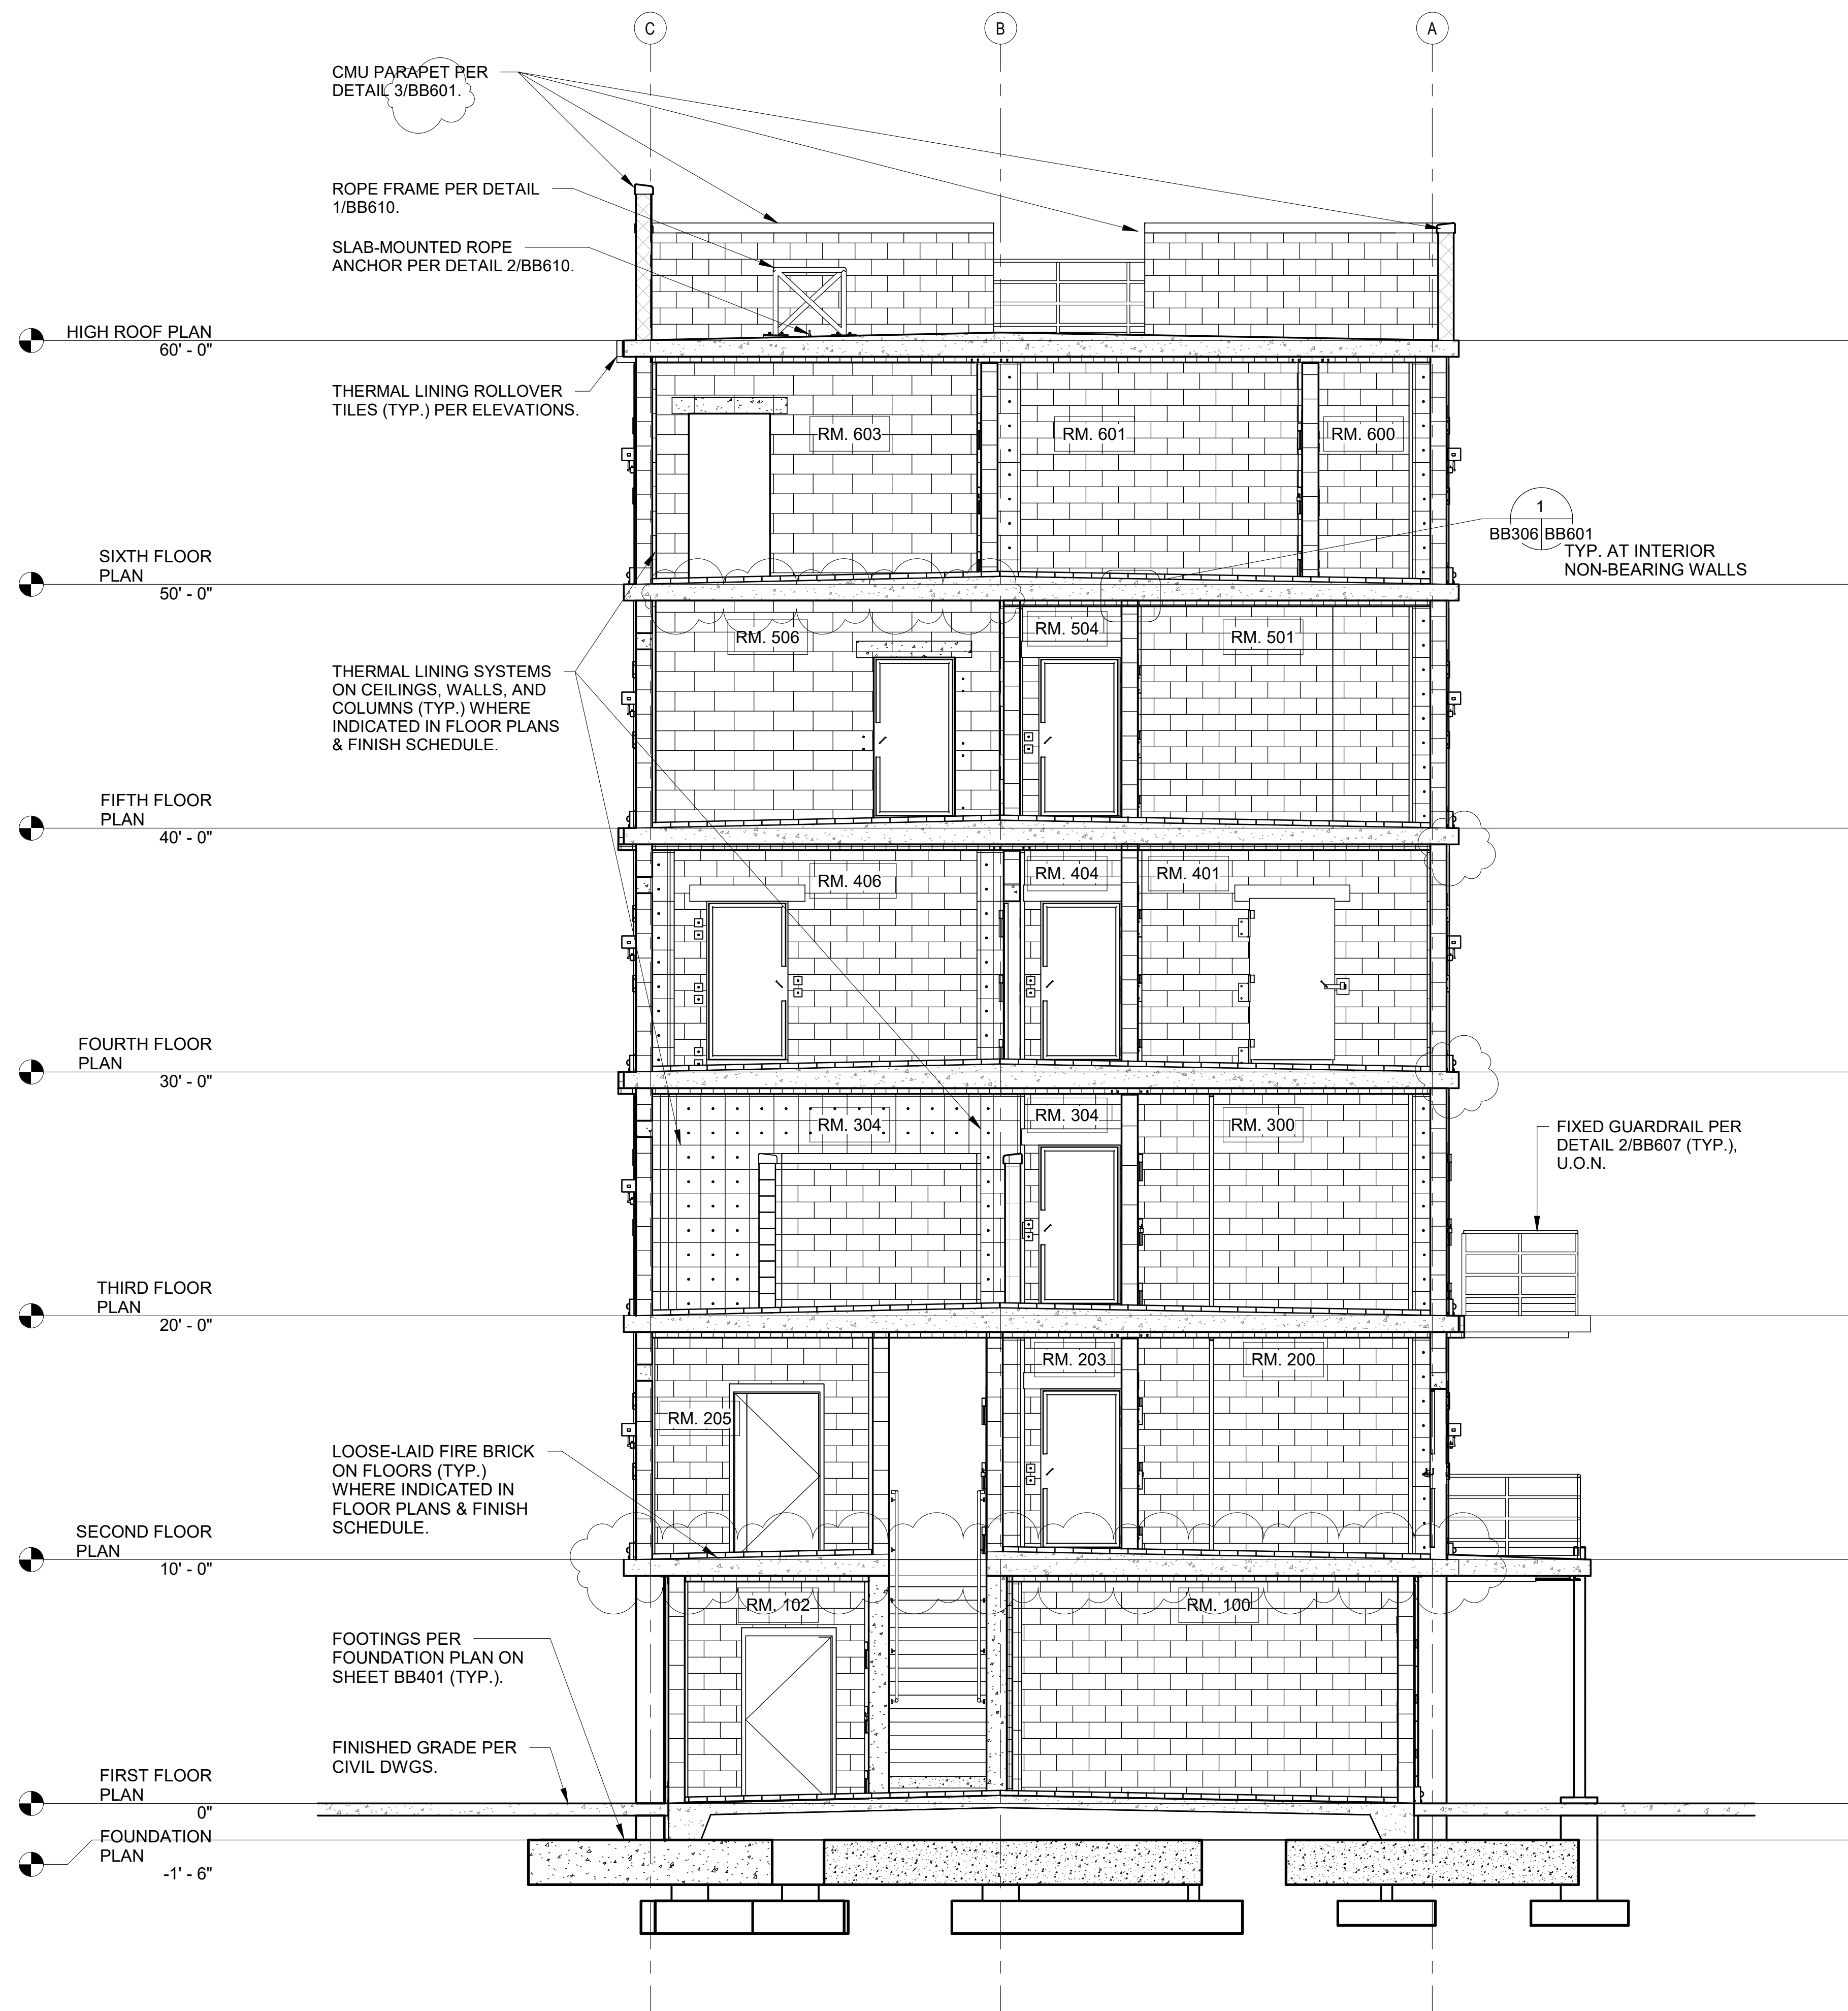 C
B
A
CMU PARAPET PER
DETAIL 3/BB601.
ROPE FRAME PER DETAIL
1/BB610.
SLAB-MOUNTED ROPE
ANCHOR PER DETAIL 2/BB610.
HIGH ROOF PLAN
60' - 0"
THERMAL LINING ROLLOVER
TILES (TYP.) PER ELEVATIONS.
RM. 603
RM. 601
RM. 600
1
BB306
BB601
TYP. AT INTERIOR
NON-BEARING WALLS
SIXTH FLOOR
PLAN
50' - 0"
RM. 506
RM. 504
RM. 501
THERMAL LINING SYSTEMS
ON CEILINGS, WALLS, AND
COLUMNS (TYP.) WHERE
INDICATED IN FLOOR PLANS
& FINISH SCHEDULE.
FIFTH FLOOR
PLAN
40' - 0"
RM. 406
RM. 404
RM. 401
FOURTH FLOOR
PLAN
30' - 0"
RM. 304
RM. 304
RM. 300
FIXED GUARDRAIL PER
DETAIL 2/BB607 (TYP.),
U.O.N.
THIRD FLOOR
PLAN
20' - 0"
RM. 205
RM. 203
RM. 200
LOOSE-LAID FIRE BRICK
ON FLOORS (TYP.)
WHERE INDICATED IN
FLOOR PLANS & FINISH
SCHEDULE.
SECOND FLOOR
PLAN
10' - 0"
RM. 102
RM. 100
FOOTINGS PER
FOUNDATION PLAN ON
SHEET BB401 (TYP.).
FINISHED GRADE PER
CIVIL DWGS.
FIRST FLOOR
PLAN
0"
FOUNDATION
PLAN
-1' - 6"